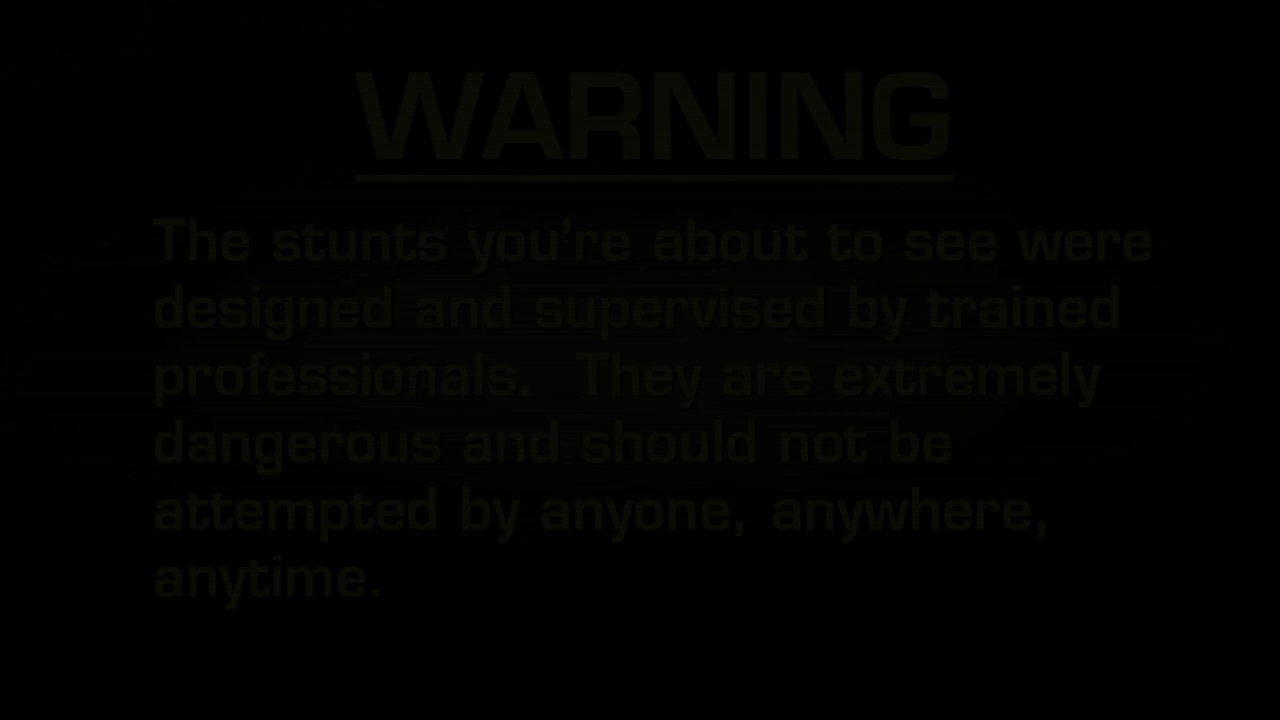 WARNING
The stunts you’re about to see were
designed and supervised by trained
professionals.  They are extremely
dangerous and should not be
attempted by anyone, anywhere,
anytime.